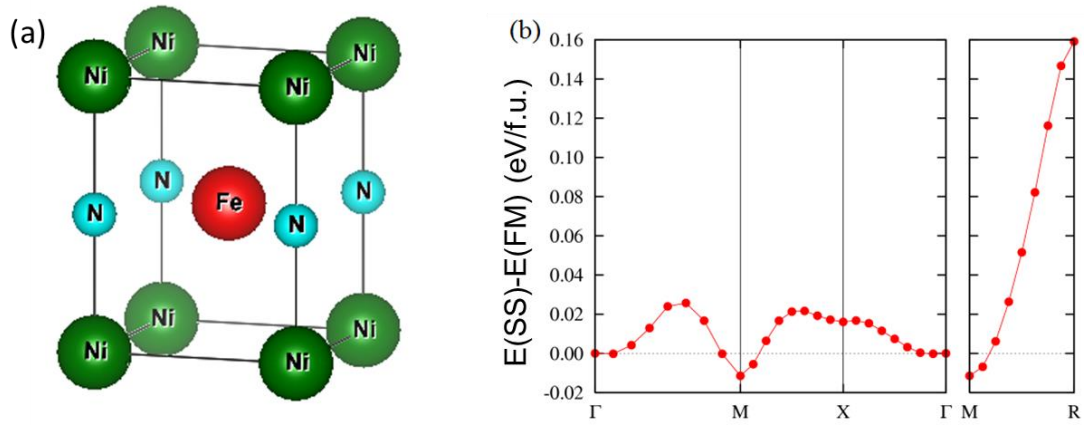 (a)
Ni
Ni
Ni
Ni
N
N
Fe
N
N
Ni
Ni
Ni
Ni
(b)
E(SS)-E(FM) (eV/f.u.)
0.16
0.14
0.12
0.10
0.08
0.06
0.04
0.02
0.00
-0.02
Γ M X Γ M R